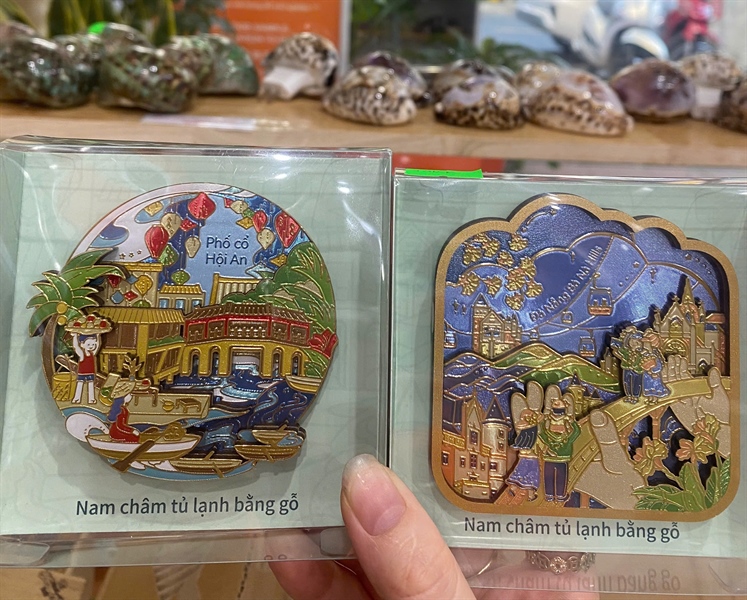 Phố cổ
Hội An
Nam châm tủ lạnh bằng gỗ
Nam châm tủ lạnh bằng gỗ